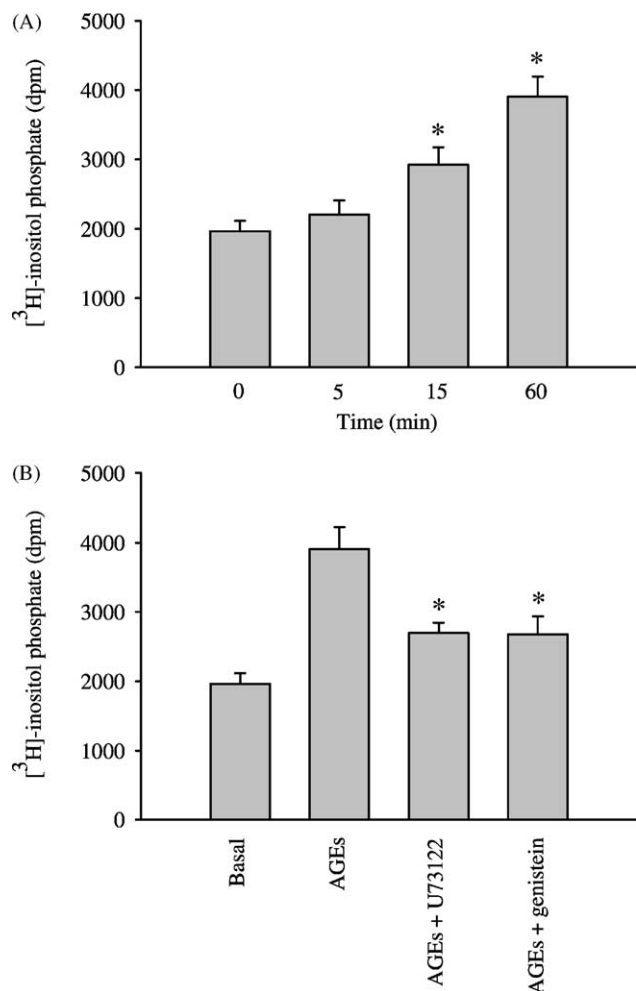 (A)
[³H]-inositol phosphate (dpm)
5000
4000
3000
2000
1000
0
*
*
0 5 15 60
Time (min)
(B)
[³H]-inositol phosphate (dpm)
5000
4000
3000
2000
1000
0
*
*
Basal
AGEs
AGEs + U73122
AGEs + genistein